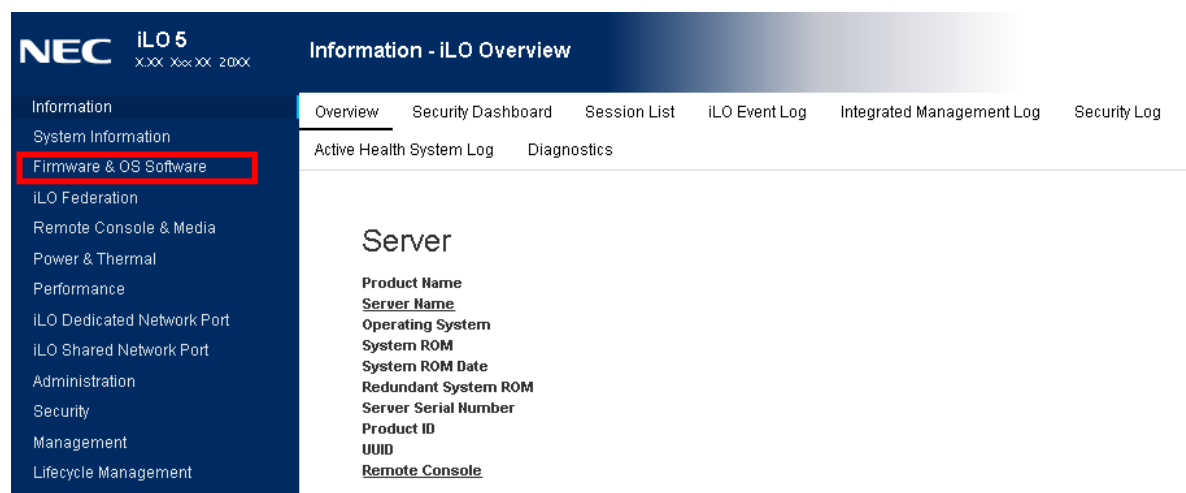 NEC iLO 5
X.XX Xxx XX 20XX
Information - iLO Overview
Information
System Information
Firmware & OS Software
iLO Federation
Remote Console & Media
Power & Thermal
Performance
iLO Dedicated Network Port
iLO Shared Network Port
Administration
Security
Management
Lifecycle Management
Overview Security Dashboard Session List iLO Event Log Integrated Management Log Security Log
Active Health System Log Diagnostics
Server
Product Name
Server Name
Operating System
System ROM
System ROM Date
Redundant System ROM
Server Serial Number
Product ID
UUID
Remote Console